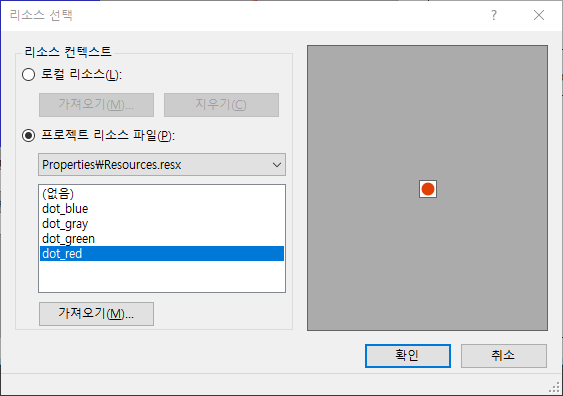 리소스 선택
리소스 컨텍스트
로컬 리소스(L):
가져오기(M)... 지우기(C)
프로젝트 리소스 파일(P):
Properties₩Resources.resx
(없음)
dot_blue
dot_gray
dot_green
dot_red
가져오기(M)...
확인 취소